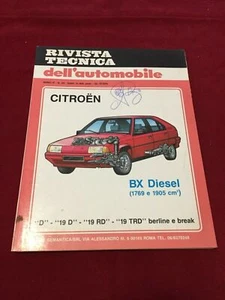 RIVISTA
TECNICA
dell'automobile
CITROËN
BX Diesel
(1769 e 1905 cm³)
"D" - "19 D" - "19 RD" - "19 TRD" berline e break